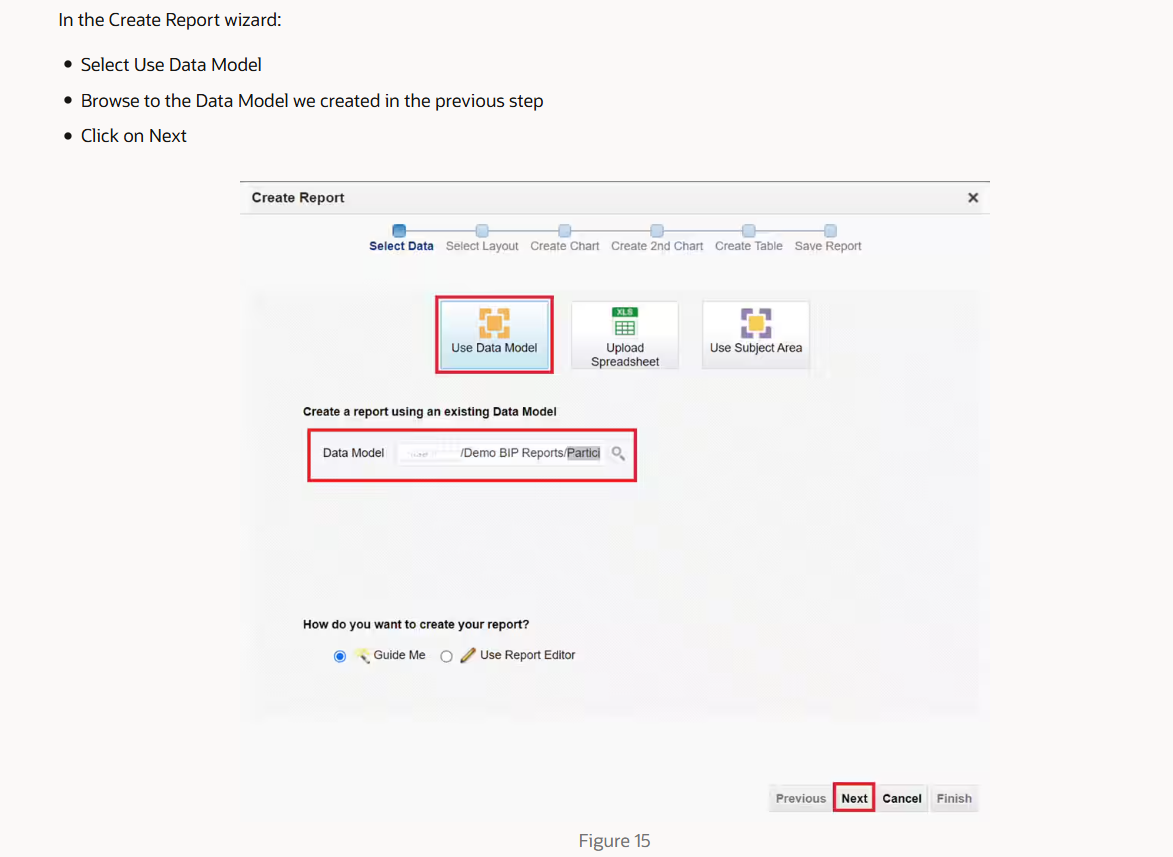 In the Create Report wizard:
• Select Use Data Model
• Browse to the Data Model we created in the previous step
• Click on Next
Create Report
Select Data Select Layout Create Chart Create 2nd Chart Create Table Save Report
Use Data Model
XLS
Upload
Spreadsheet
Use Subject Area
Create a report using an existing Data Model
Data Model /Demo BIP Reports/Partici
How do you want to create your report?
Guide Me Use Report Editor
Previous Next Cancel Finish
Figure 15